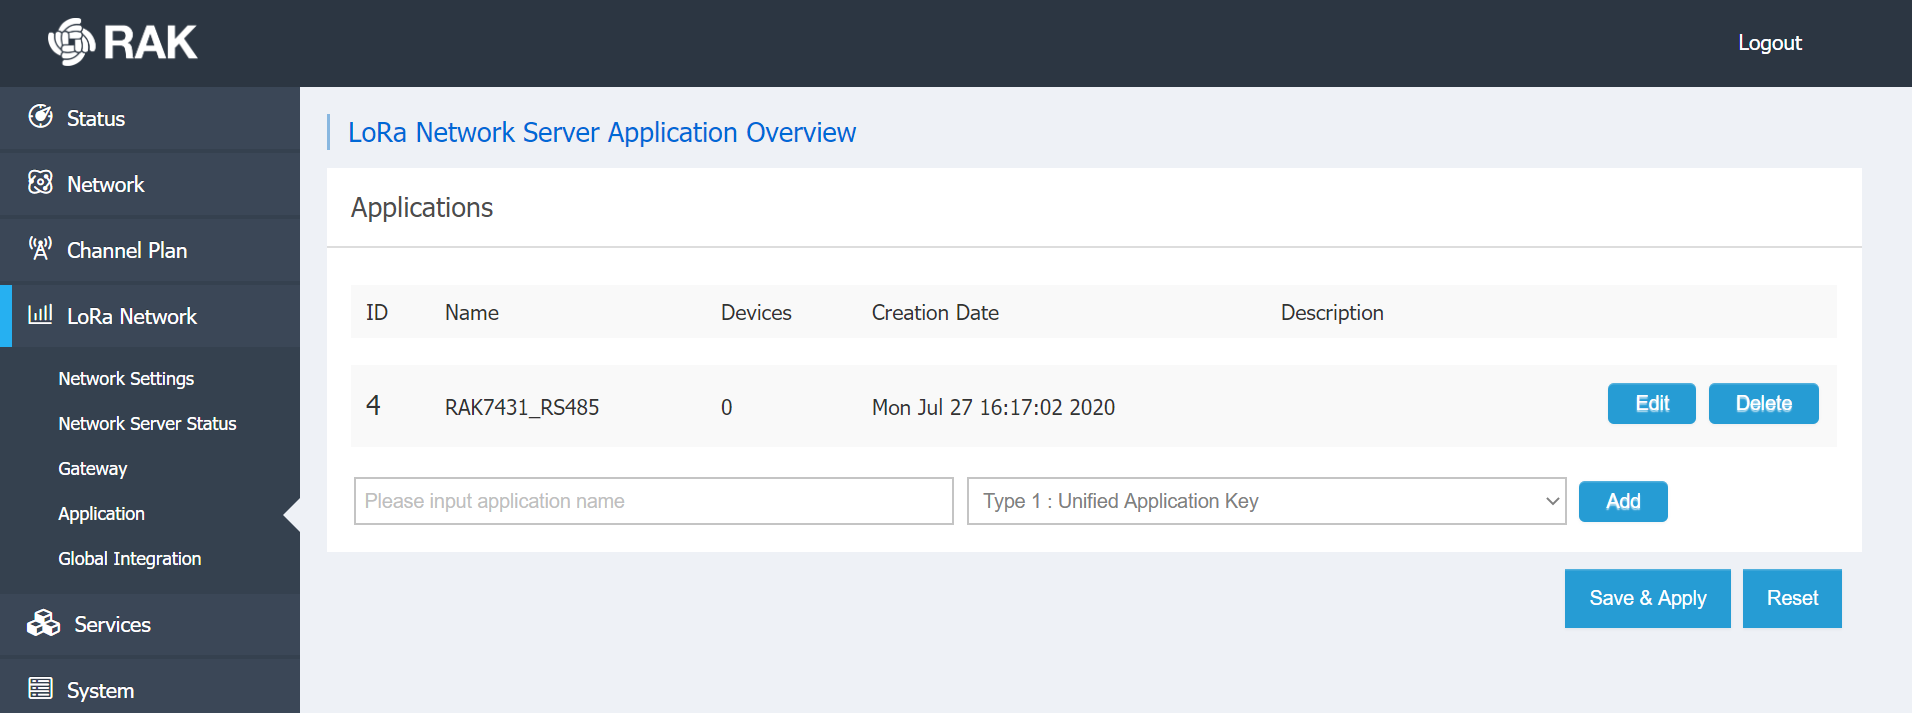 RAK
Logout
Status
Network
Channel Plan
LoRa Network
Network Settings
Network Server Status
Gateway
Application
Global Integration
Services
System
LoRa Network Server Application Overview
Applications
ID Name Devices Creation Date Description
4 RAK7431_RS485 0 Mon Jul 27 16:17:02 2020 Edit Delete
Please input application name Type 1 : Unified Application Key Add
Save & Apply Reset